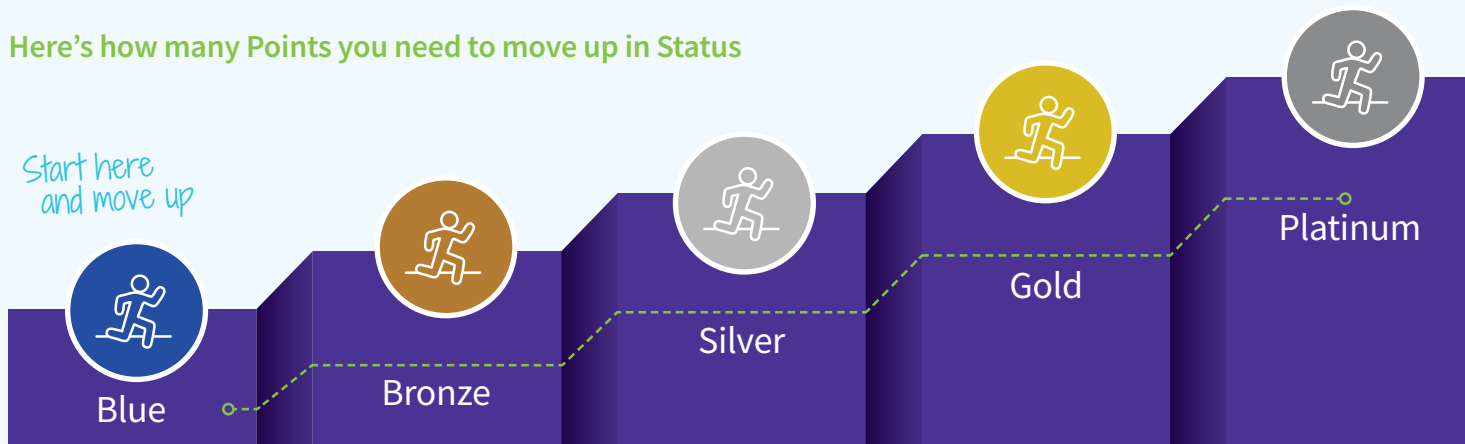 Here’s how many Points you need to move up in Status
Start here
and move up
Blue
Bronze
Silver
Gold
Platinum